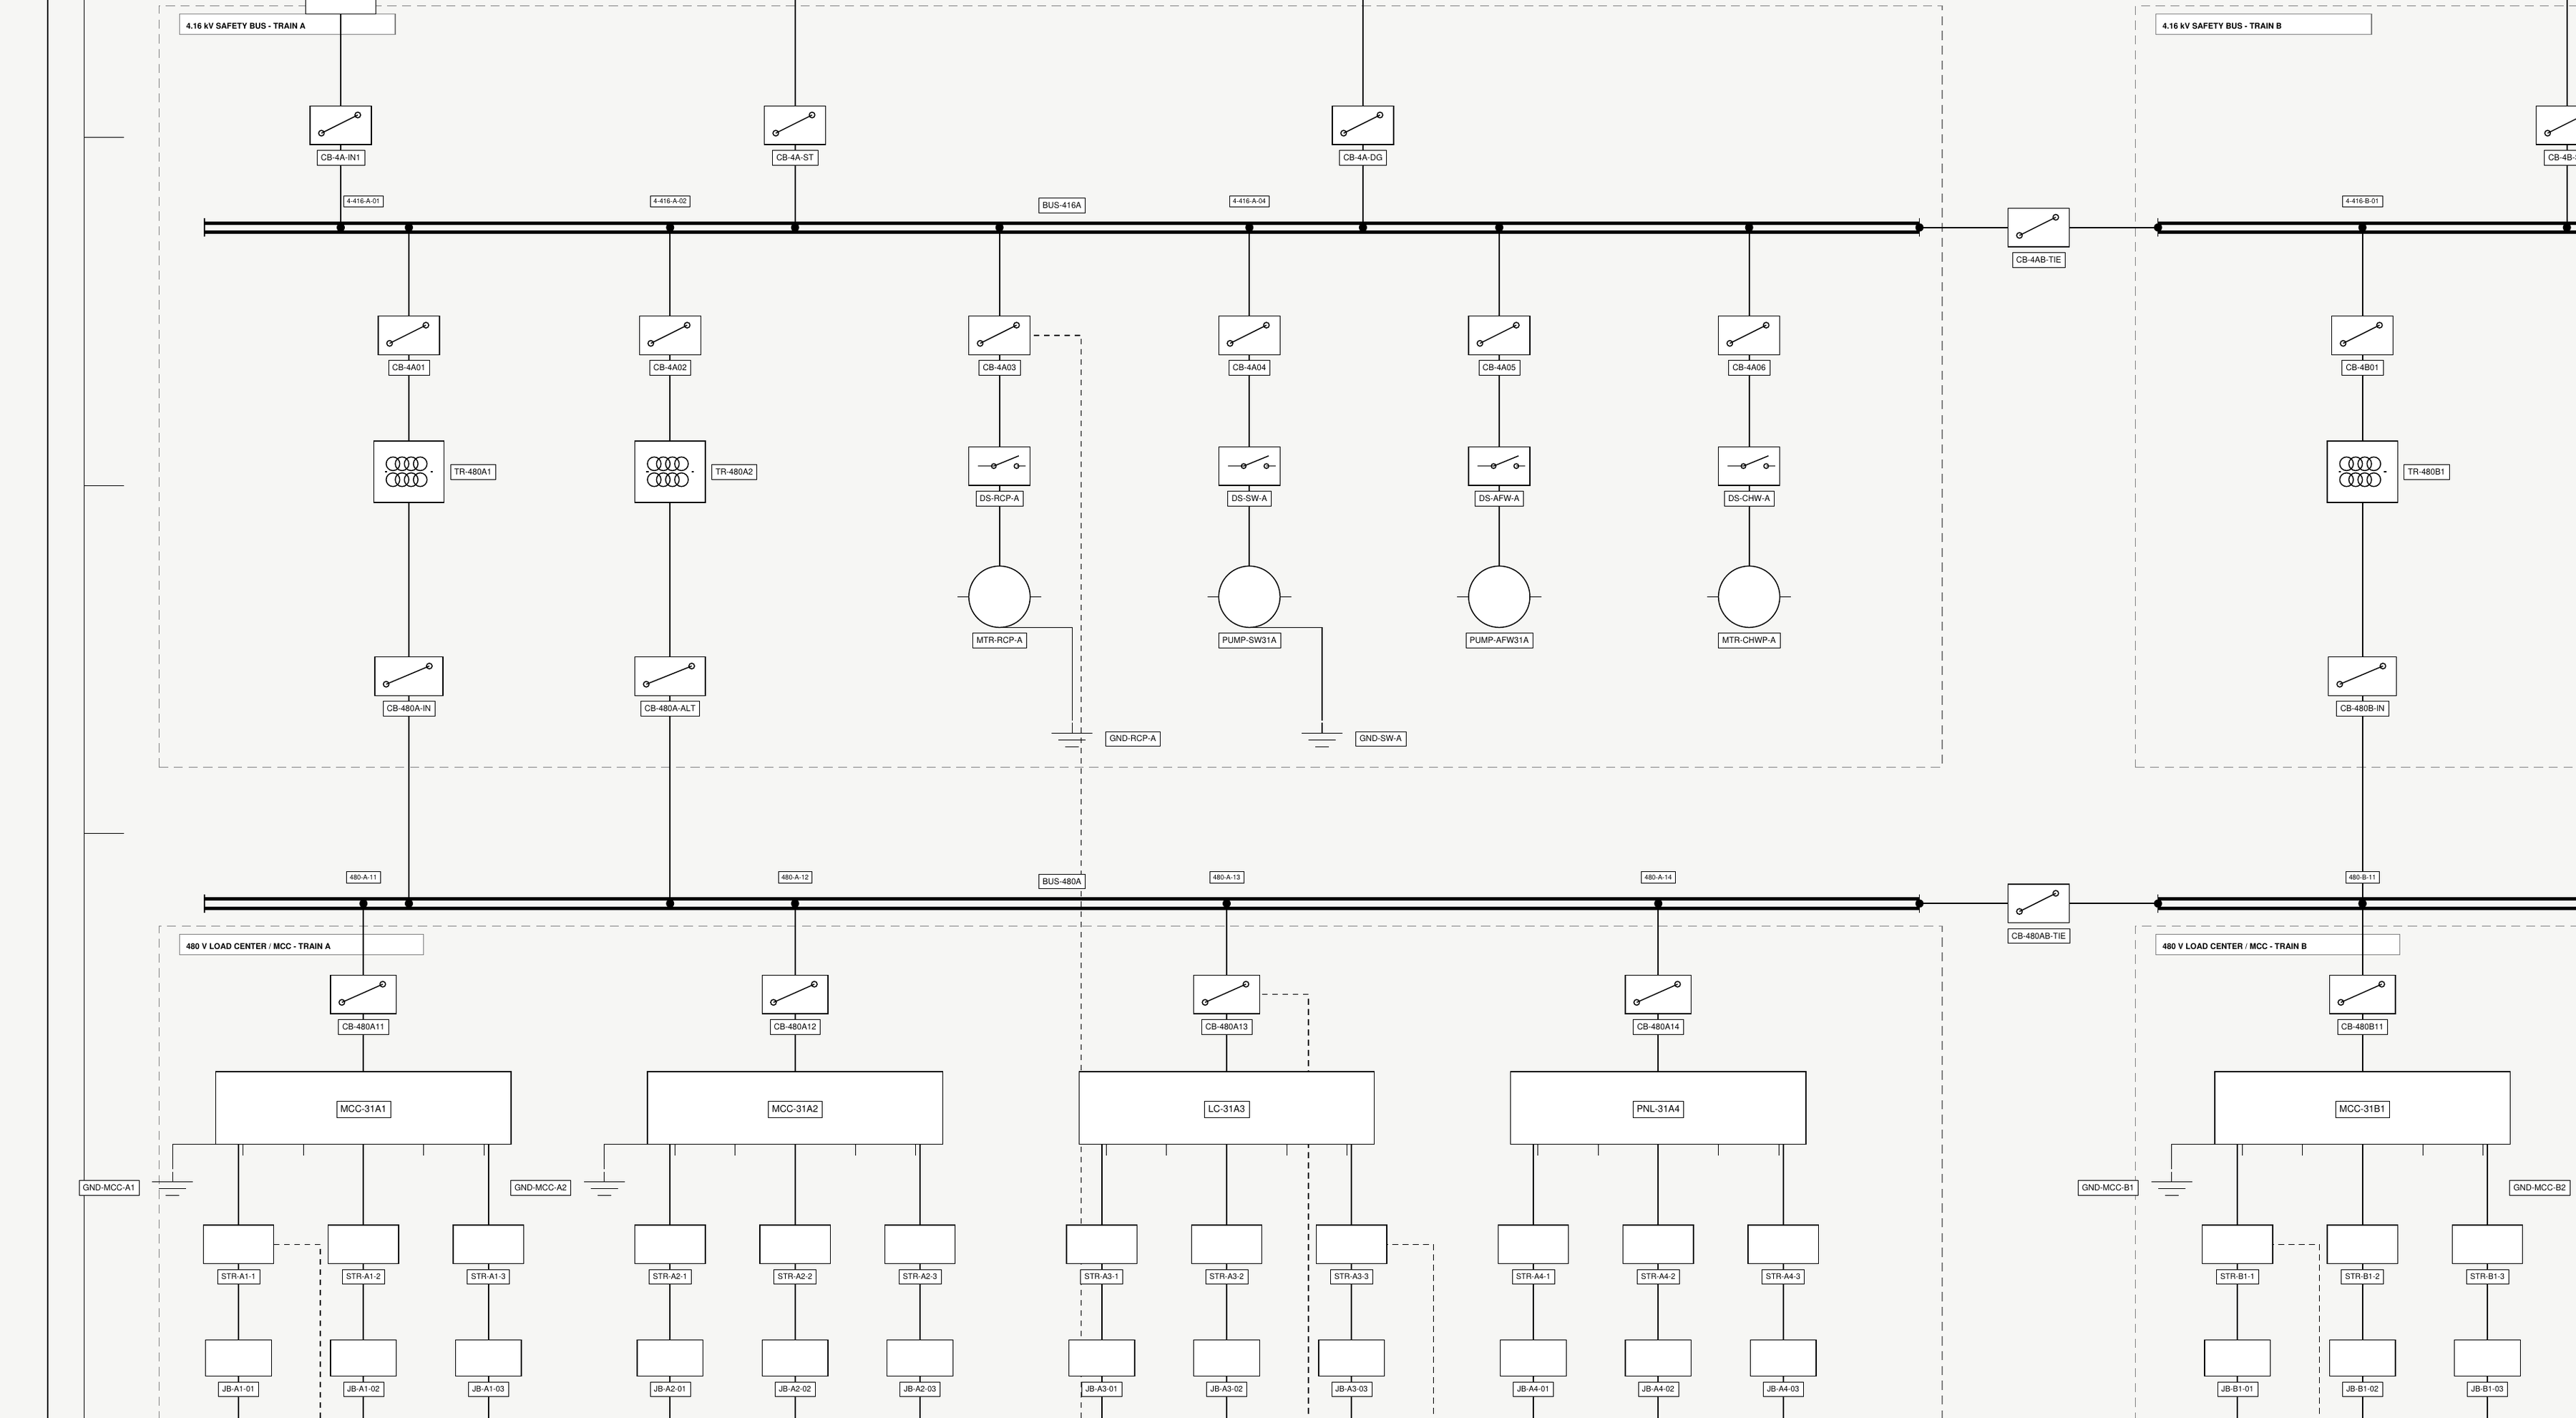 4.16 kV SAFETY BUS - TRAIN A
4.16 kV SAFETY BUS - TRAIN B
CB-4A-IN1
CB-4A-ST
CB-4A-DG
4-416-A-01
4-416-A-02
BUS-416A
4-416-A-04
4-416-B-01
CB-4AB-TIE
CB-4A01
CB-4A02
CB-4A03
CB-4A04
CB-4A05
CB-4A06
CB-4B01
TR-480A1
TR-480A2
TR-480B1
DS-RCP-A
DS-SW-A
DS-AFW-A
DS-CHW-A
MTR-RCP-A
PUMP-SW31A
PUMP-AFW31A
MTR-CHWP-A
CB-480A-IN
CB-480A-ALT
CB-480B-IN
GND-RCP-A
GND-SW-A
480-A-11
480-A-12
BUS-480A
480-A-13
480-A-14
480-B-11
CB-480AB-TIE
480 V LOAD CENTER / MCC - TRAIN A
480 V LOAD CENTER / MCC - TRAIN B
CB-480A11
CB-480A12
CB-480A13
CB-480A14
CB-480B11
MCC-31A1
MCC-31A2
LC-31A3
PNL-31A4
MCC-31B1
GND-MCC-A1
GND-MCC-A2
GND-MCC-B1
GND-MCC-B2
STR-A1-1
STR-A1-2
STR-A1-3
STR-A2-1
STR-A2-2
STR-A2-3
STR-A3-1
STR-A3-2
STR-A3-3
STR-A4-1
STR-A4-2
STR-A4-3
STR-B1-1
STR-B1-2
STR-B1-3
JB-A1-01
JB-A1-02
JB-A1-03
JB-A2-01
JB-A2-02
JB-A2-03
JB-A3-01
JB-A3-02
JB-A3-03
JB-A4-01
JB-A4-02
JB-A4-03
JB-B1-01
JB-B1-02
JB-B1-03